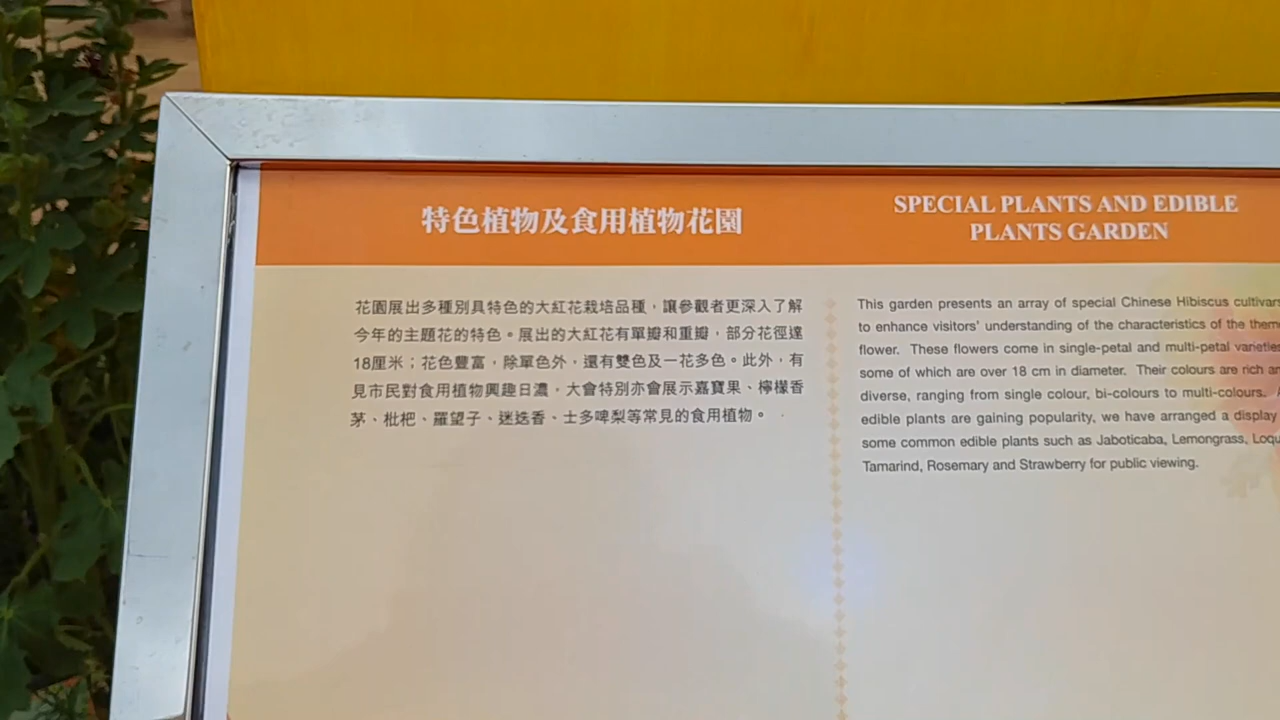 特色植物及食用植物花園
花園展出多種別具特色的大紅花栽培品種，讓參觀者更深入了解
今年的主題花的特色。展出的大紅花有單瓣和重瓣，部分花徑達
18厘米；花色豐富，除單色外，還有雙色及一花多色。此外，有
見市民對食用植物興趣日濃，大會特別亦會展示嘉寶果、檸檬香
茅、枇杷、羅望子、迷迭香、士多啤梨等常見的食用植物。
SPECIAL PLANTS AND EDIBLE
PLANTS GARDEN
This garden presents an array of special Chinese Hibiscus cultivars
to enhance visitors' understanding of the characteristics of the theme
flower. These flowers come in single-petal and multi-petal varieties
some of which are over 18 cm in diameter. Their colours are rich
diverse, ranging from single colour, bi-colours to multi-colours.
edible plants are gaining popularity, we have arranged a display
some common edible plants such as Jaboticaba, Lemongrass,
Tamarind, Rosemary and Strawberry for public viewing.